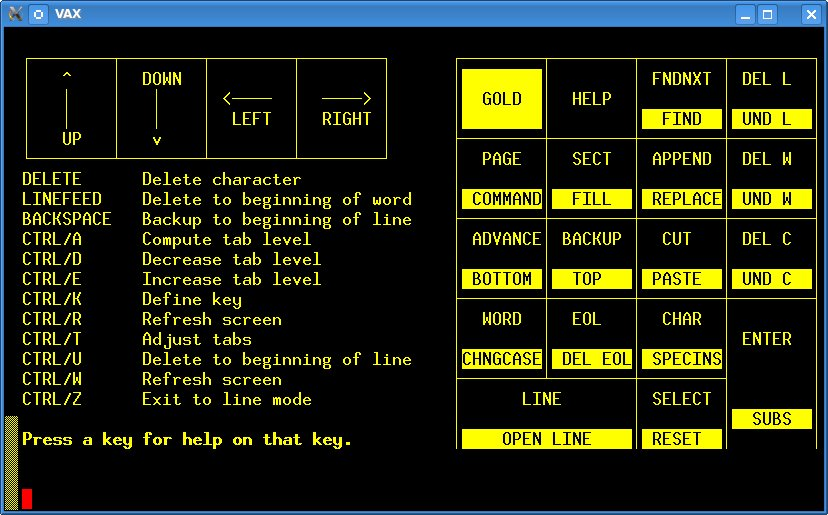 VAX
^ DOWN
<---- ---->
LEFT RIGHT
UP v
DELETE Delete character
LINEFEED Delete to beginning of word
BACKSPACE Backup to beginning of line
CTRL/A Compute tab level
CTRL/D Decrease tab level
CTRL/E Increase tab level
CTRL/K Define key
CTRL/R Refresh screen
CTRL/T Adjust tabs
CTRL/U Delete to beginning of line
CTRL/W Refresh screen
CTRL/Z Exit to line mode
Press a key for help on that key.
FNDNXT DEL L
GOLD HELP
FIND UND L
PAGE SECT APPEND DEL W
COMMAND FILL REPLACE UND W
ADVANCE BACKUP CUT DEL C
BOTTOM TOP PASTE UND C
WORD EOL CHAR
ENTER
CHNGCASE DEL EOL SPECINS
LINE SELECT
SUBS
OPEN LINE RESET